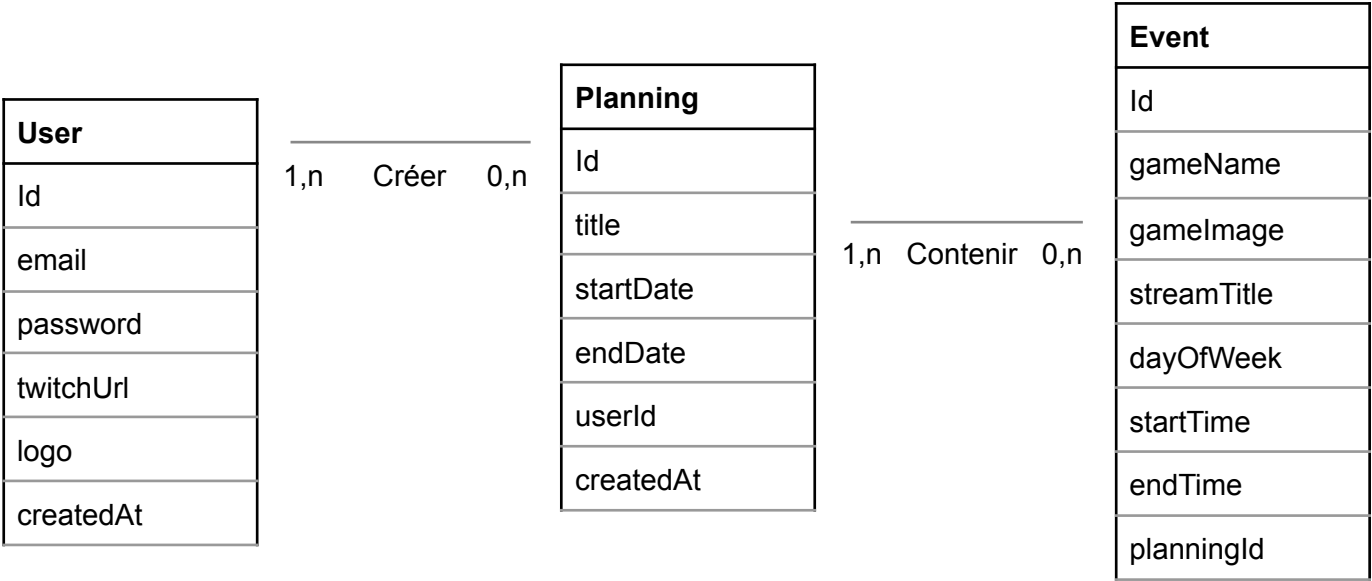 User
Id
email
password
twitchUrl
logo
createdAt
1,n Créer 0,n
Planning
Id
title
startDate
endDate
userId
createdAt
1,n Contenir 0,n
Event
Id
gameName
gameImage
streamTitle
dayOfWeek
startTime
endTime
planningId